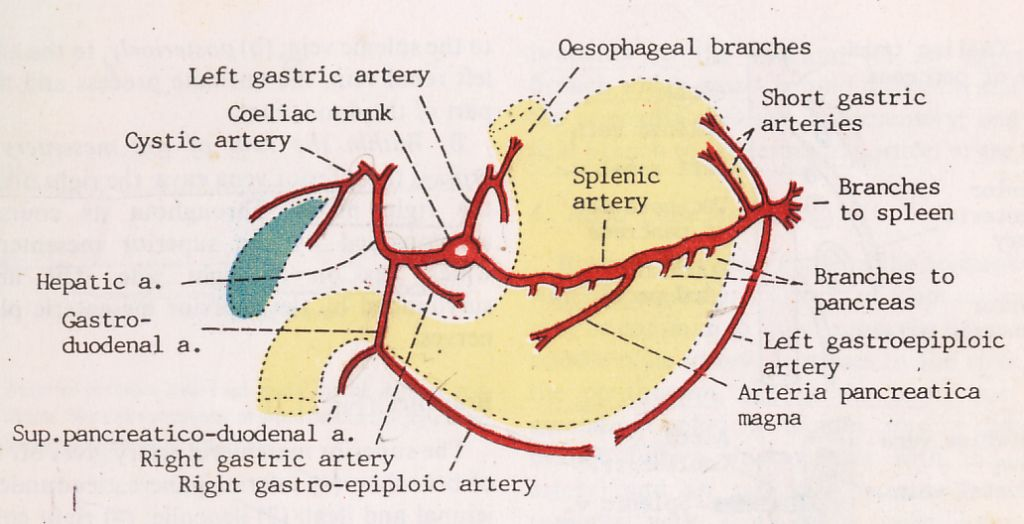 Oesophageal branches
Left gastric artery
Coeliac trunk
Cystic artery
Short gastric
arteries
Splenic
artery
Branches
to spleen
Hepatic a.
Branches to
pancreas
Gastro-
duodenal a.
Left gastroepiploic
artery
Arteria pancreatica
magna
Sup.pancreatico-duodenal a.
Right gastric artery
Right gastro-epiploic artery